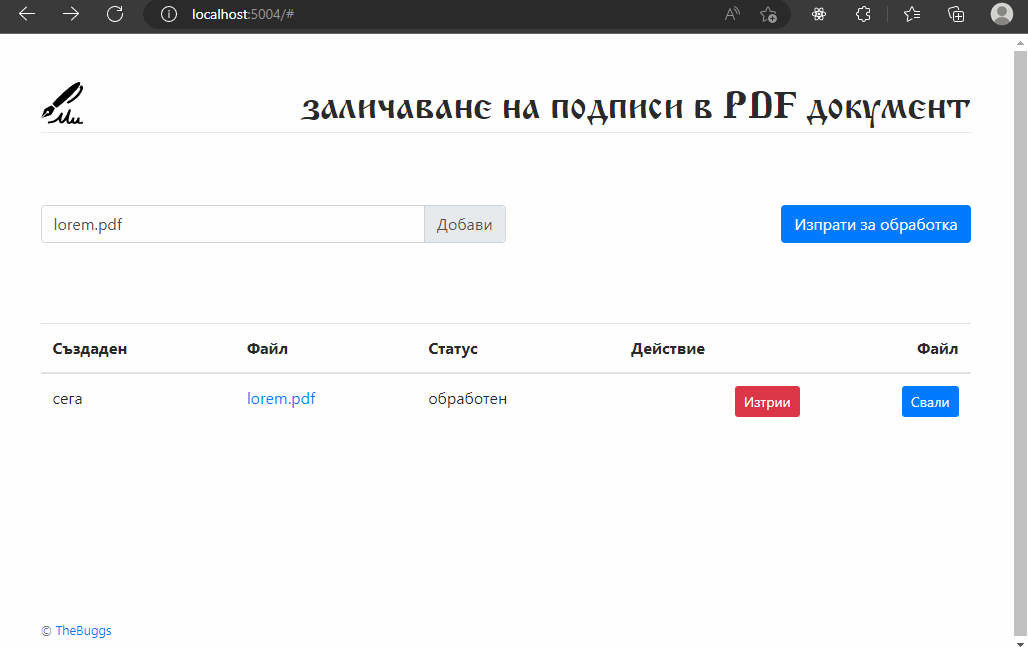 localhost:5004/#
заличаване на подписи в PDF документ
lorem.pdf Добави Изпрати за обработка
Създаден Файл Статус Действие Файл
сега lorem.pdf обработен Изтрии Свали
© TheBuggs